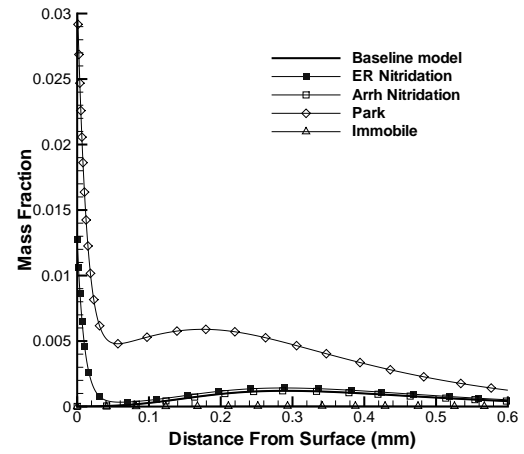 0.03
0.025
0.02
0.015
0.01
0.005
0
Mass Fraction
Baseline model
ER Nitridation
Arrh Nitridation
Park
Immobile
0 0.1 0.2 0.3 0.4 0.5 0.6
Distance From Surface (mm)